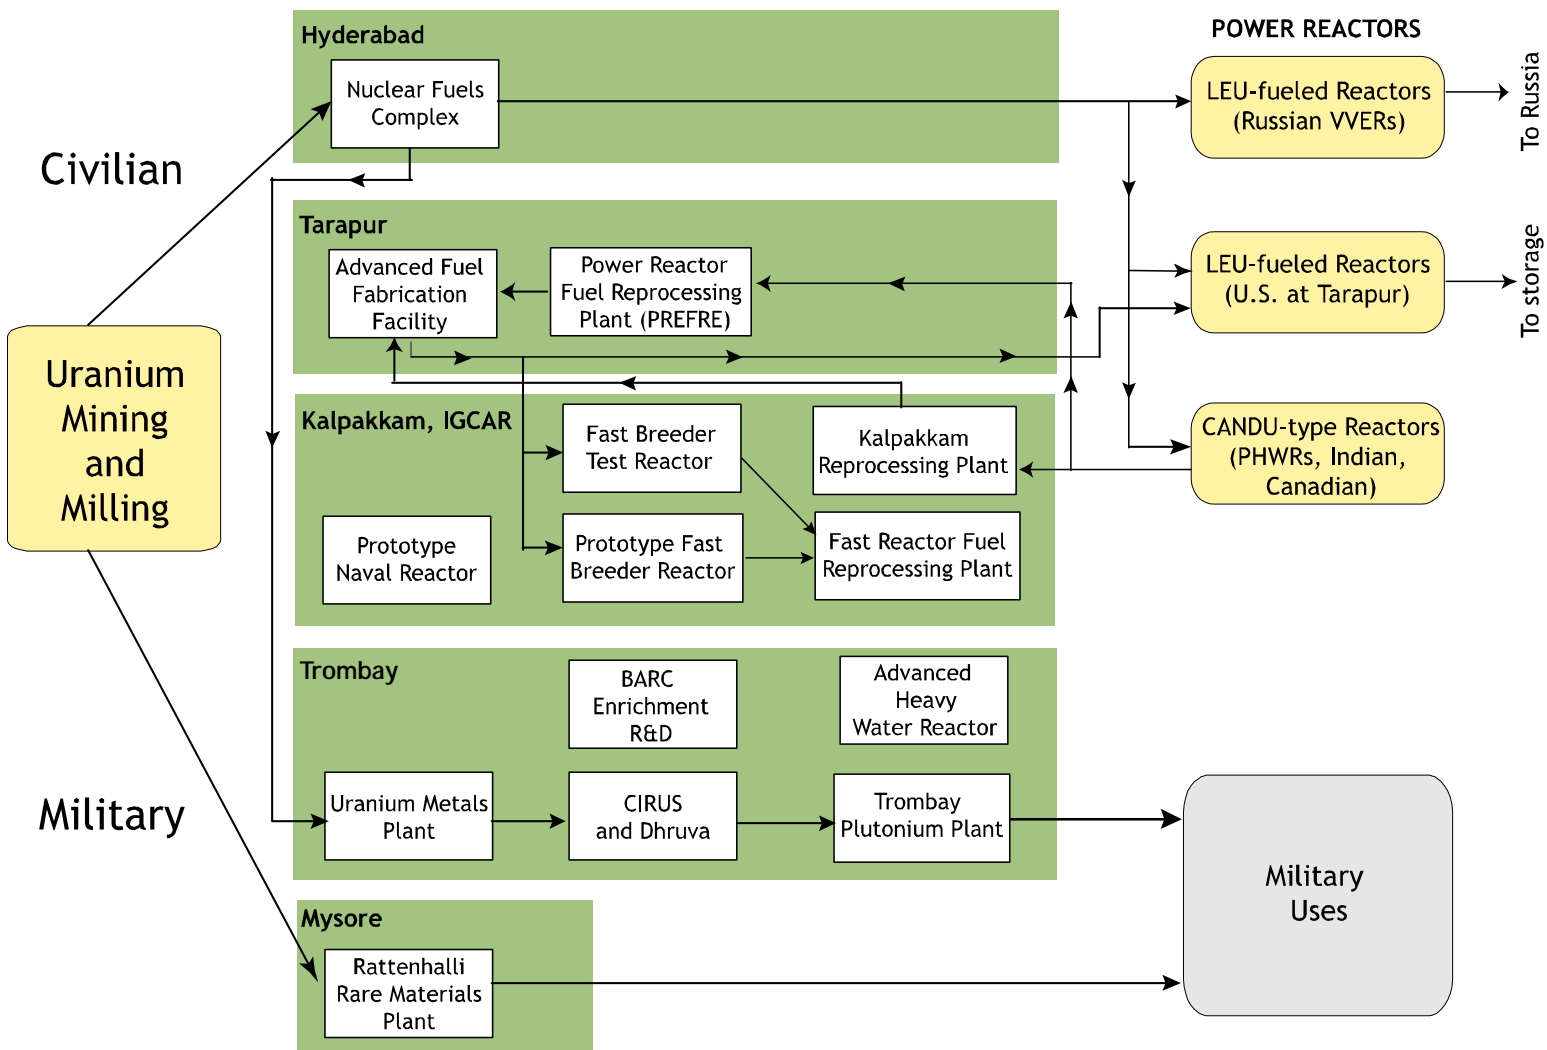 Hyderabad
Nuclear Fuels
Complex
POWER REACTORS
LEU-fueled Reactors
(Russian VVERs)
To Russia
Civilian
Tarapur
Advanced Fuel
Fabrication
Facility
Power Reactor
Fuel Reprocessing
Plant (PREFRE)
LEU-fueled Reactors
(U.S. at Tarapur)
To storage
Uranium
Mining
and
Milling
Kalpakkam, IGCAR
Fast Breeder
Test Reactor
Kalpakkam
Reprocessing Plant
CANDU-type Reactors
(PHWRs, Indian,
Canadian)
Prototype
Naval Reactor
Prototype Fast
Breeder Reactor
Fast Reactor Fuel
Reprocessing Plant
Trombay
BARC
Enrichment
R&D
Advanced
Heavy
Water Reactor
Military
Uranium Metals
Plant
CIRUS
and Dhruva
Trombay
Plutonium Plant
Military
Uses
Mysore
Rattenhalli
Rare Materials
Plant